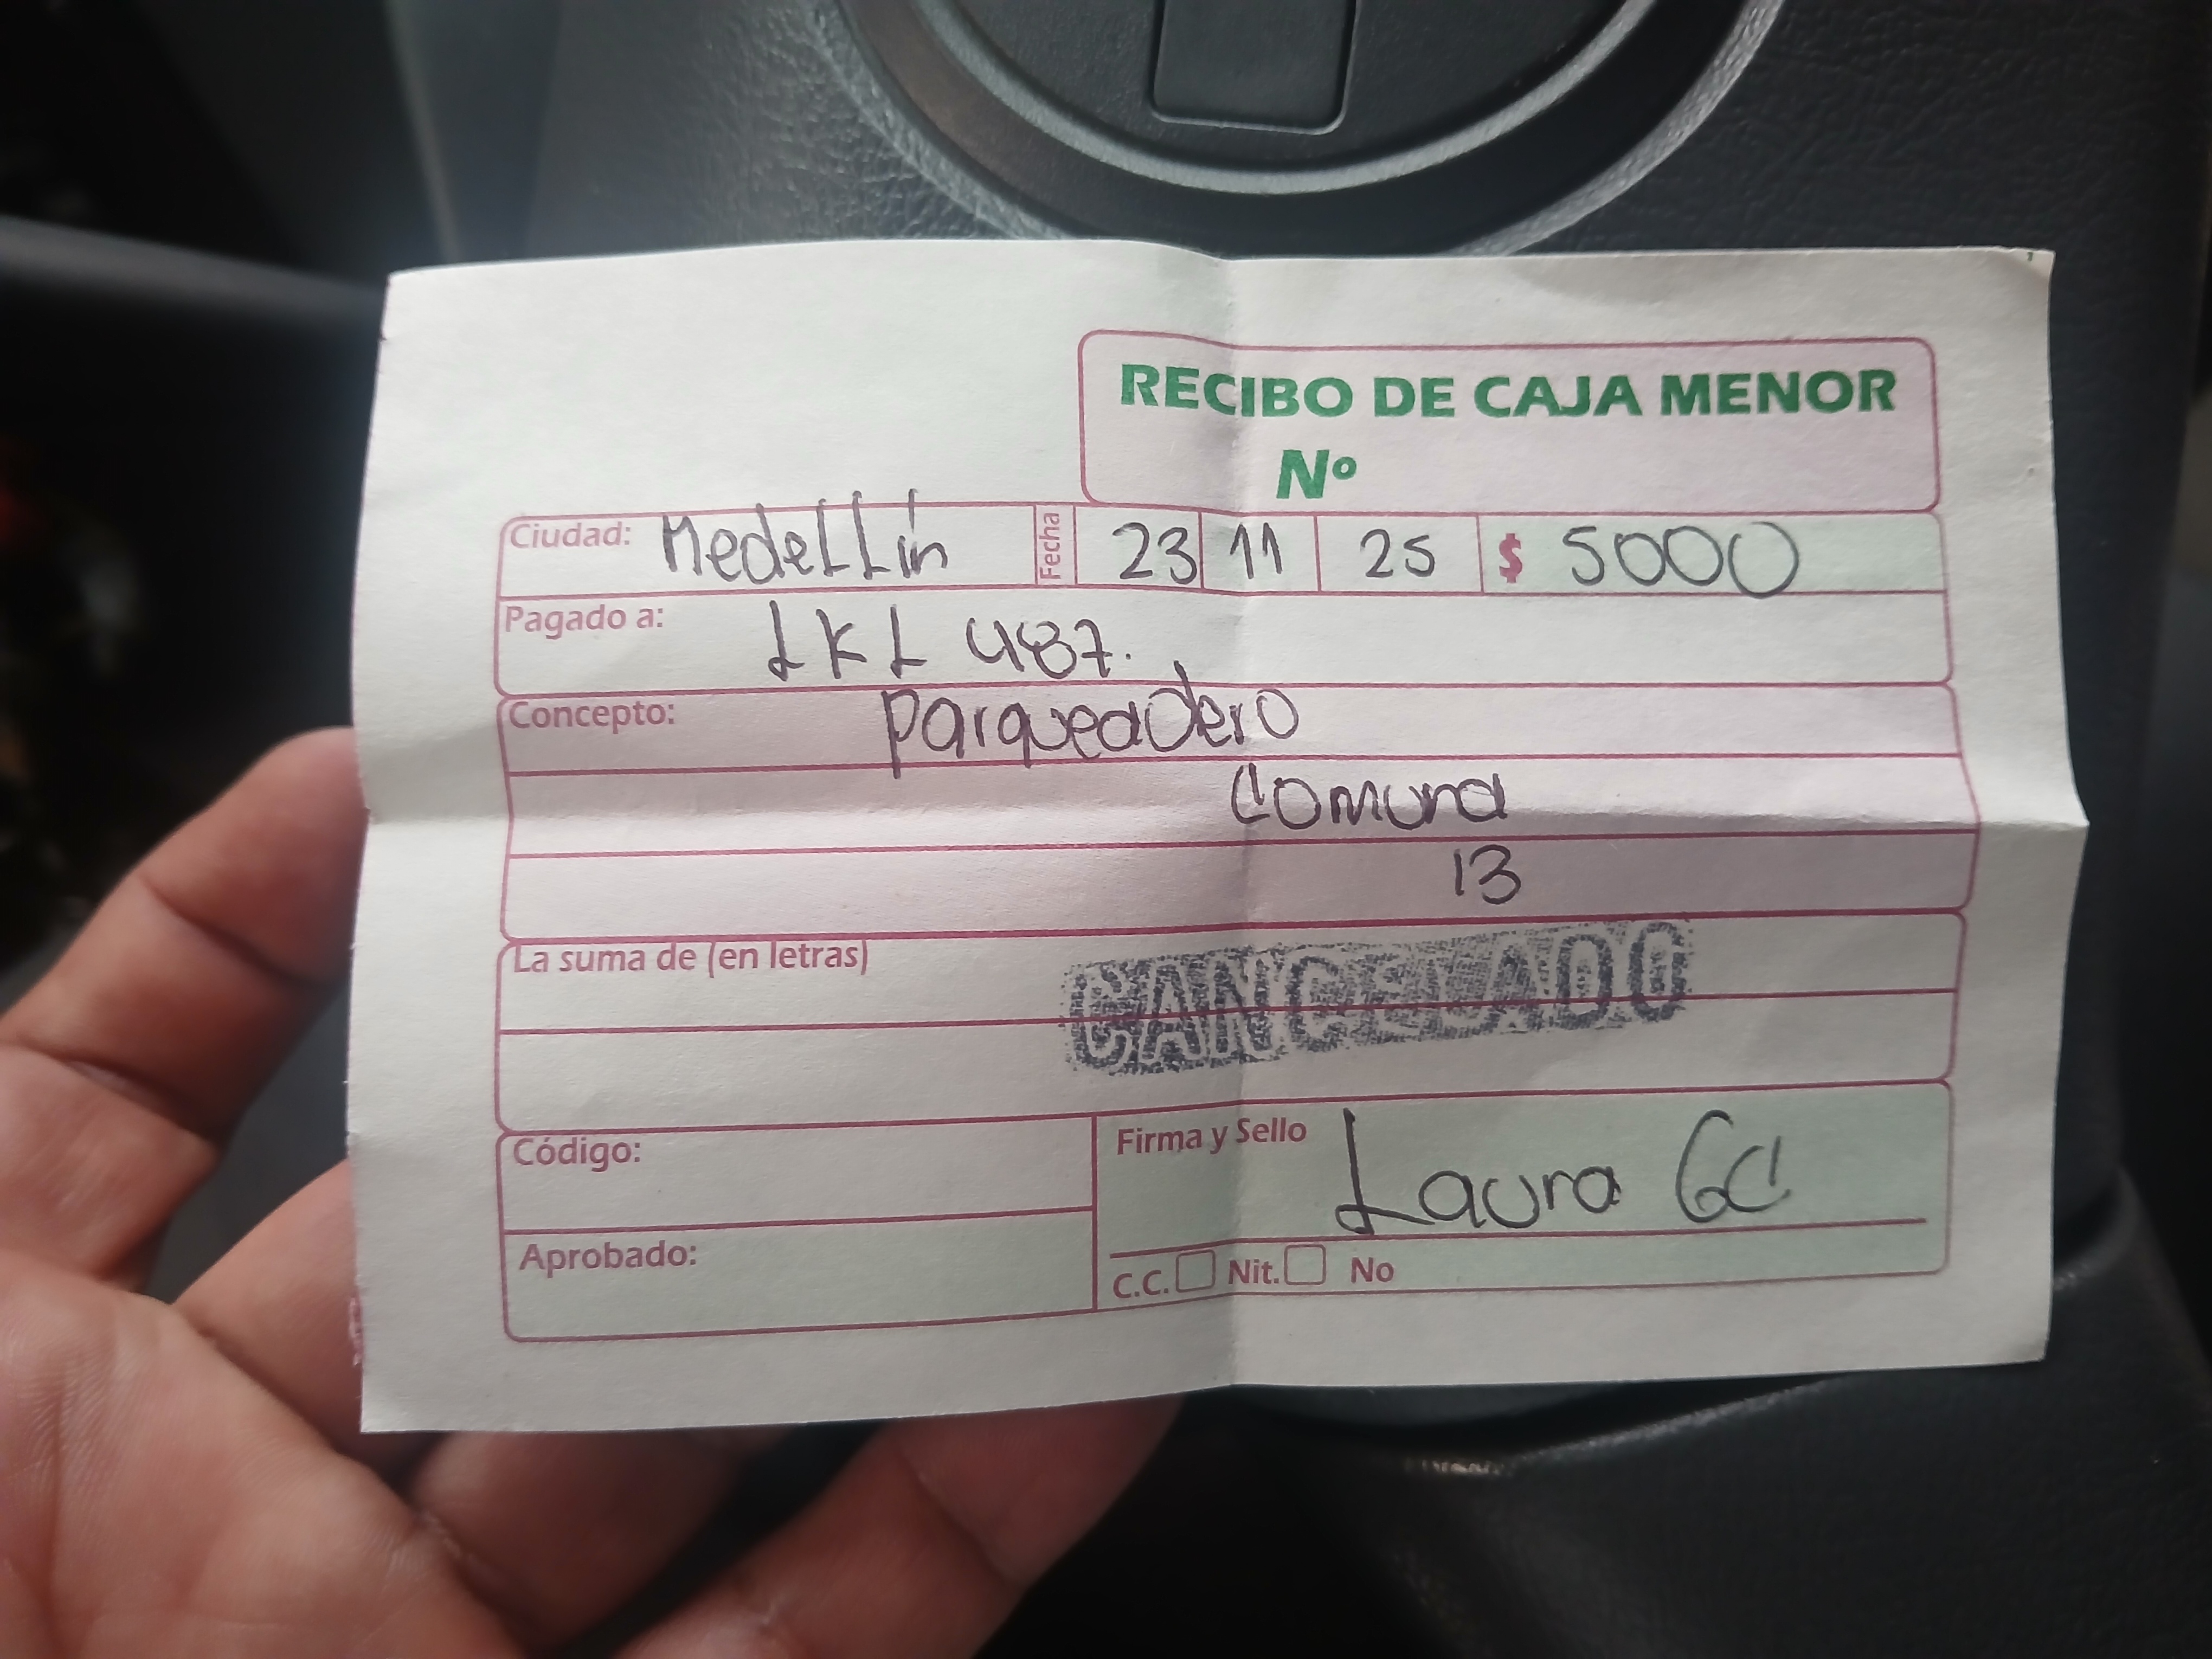 RECIBO DE CAJA MENOR
Nº
Ciudad: Medellín Fecha 23 11 25 $ 5000
Pagado a: LKL 487.
Concepto: Parqueadero
Comuna
13
La suma de (en letras)
CANCELADO
Código:
Firma y Sello Laura GC
Aprobado:
C.C. Nit. No